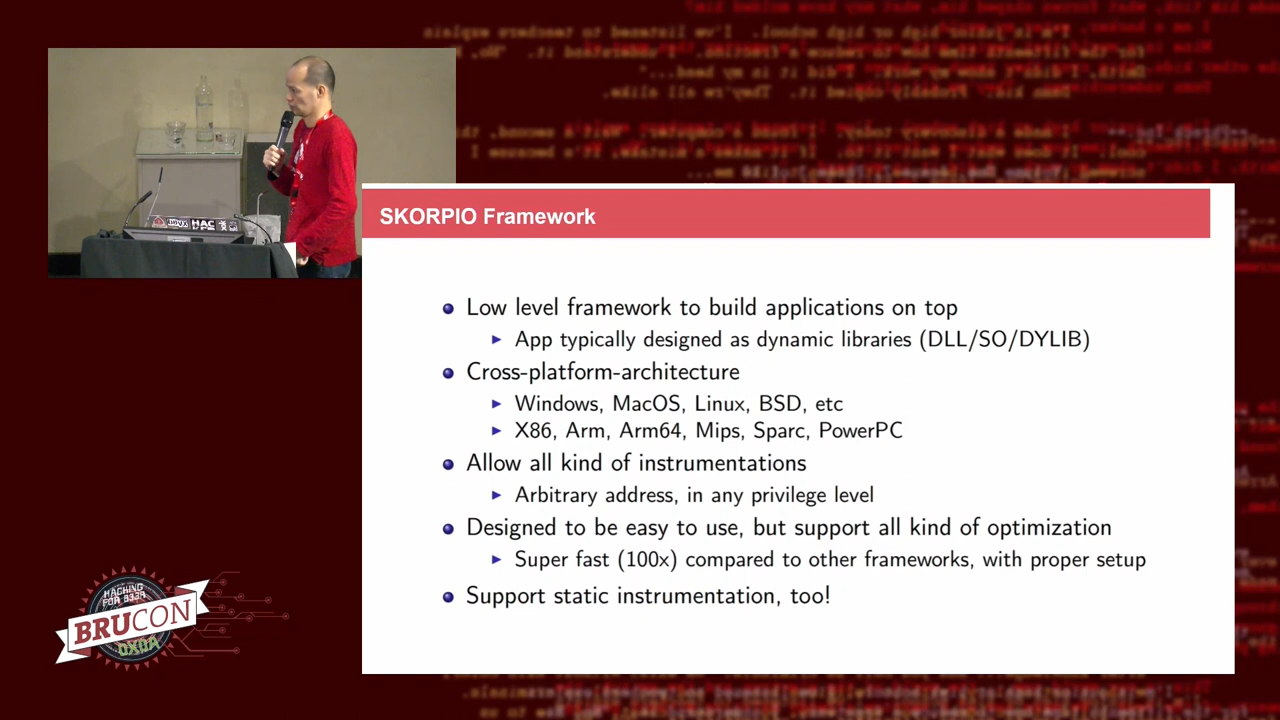 SKORPIO Framework
Low level framework to build applications on top
App typically designed as dynamic libraries (DLL/SO/DYLIB)
Cross-platform-architecture
Windows, MacOS, Linux, BSD, etc
X86, Arm, Arm64, Mips, Sparc, PowerPC
Allow all kind of instrumentations
Arbitrary address, in any privilege level
Designed to be easy to use, but support all kind of optimization
Super fast (100x) compared to other frameworks, with proper setup
Support static instrumentation, too!
HACKING
FOR B33R
BRUCON
0X0A